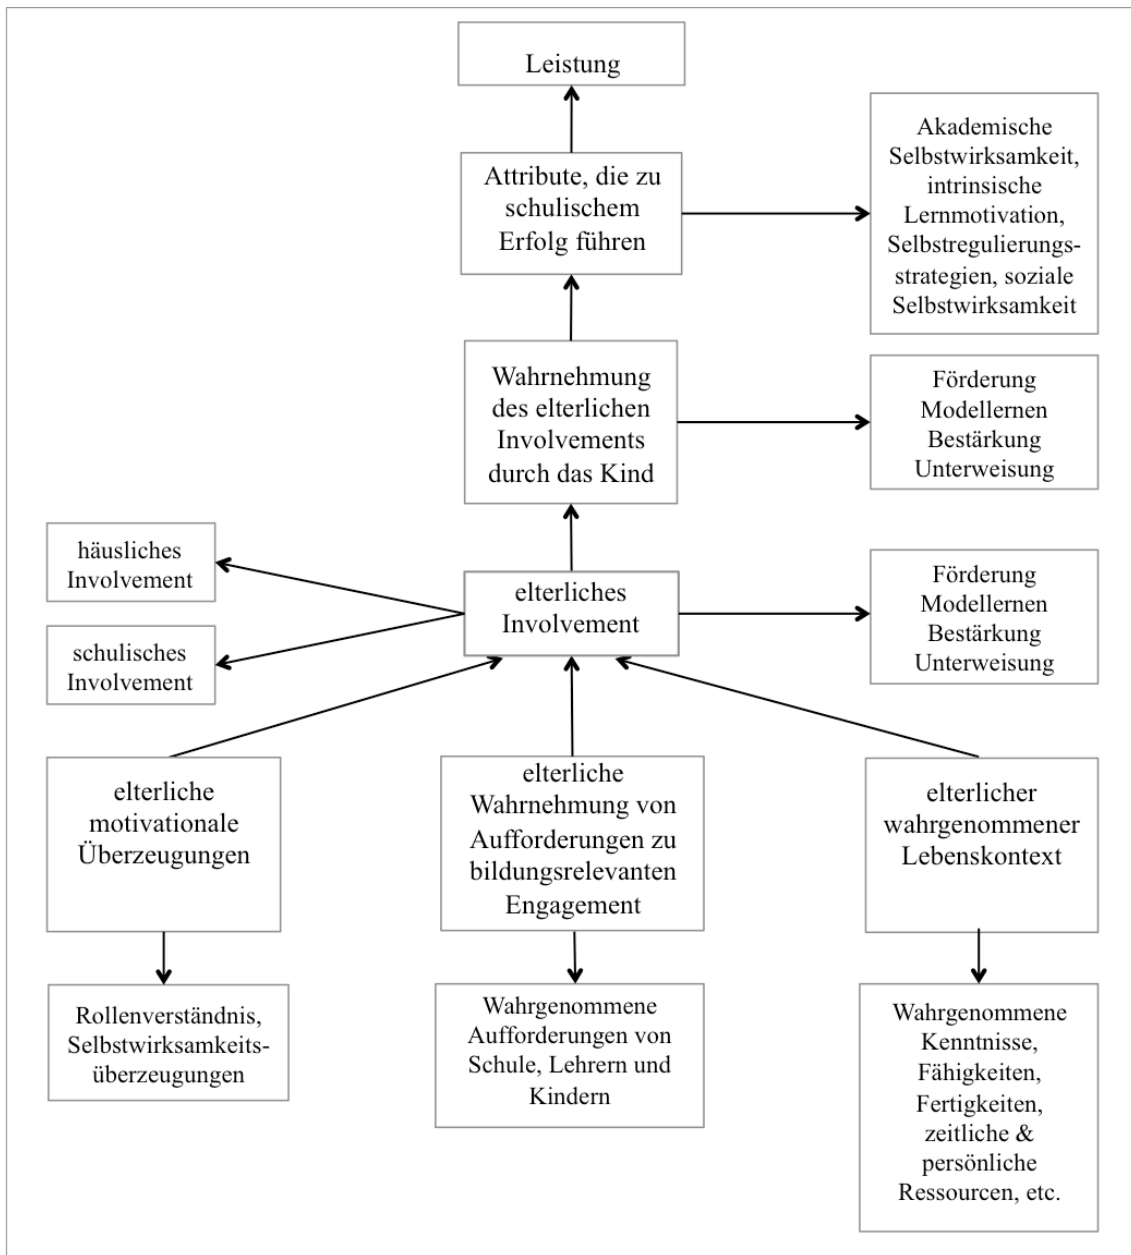 Leistung
Attribute, die zu
schulischem
Erfolg führen
Akademische
Selbstwirksamkeit,
intrinsische
Lernmotivation,
Selbstregulierungs-
strategien, soziale
Selbstwirksamkeit
Wahrnehmung
des elterlichen
Involvements
durch das Kind
Förderung
Modellernen
Bestärkung
Unterweisung
häusliches
Involvement
schulisches
Involvement
elterliches
Involvement
Förderung
Modellernen
Bestärkung
Unterweisung
elterliche
motivationale
Überzeugungen
elterliche
Wahrnehmung von
Aufforderungen zu
bildungsrelevanten
Engagement
elterlicher
wahrgenommener
Lebenskontext
Rollenverständnis,
Selbstwirksamkeits-
überzeugungen
Wahrgenommene
Aufforderungen von
Schule, Lehrern und
Kindern
Wahrgenommene
Kenntnisse,
Fähigkeiten,
Fertigkeiten,
zeitliche &
persönliche
Ressourcen, etc.